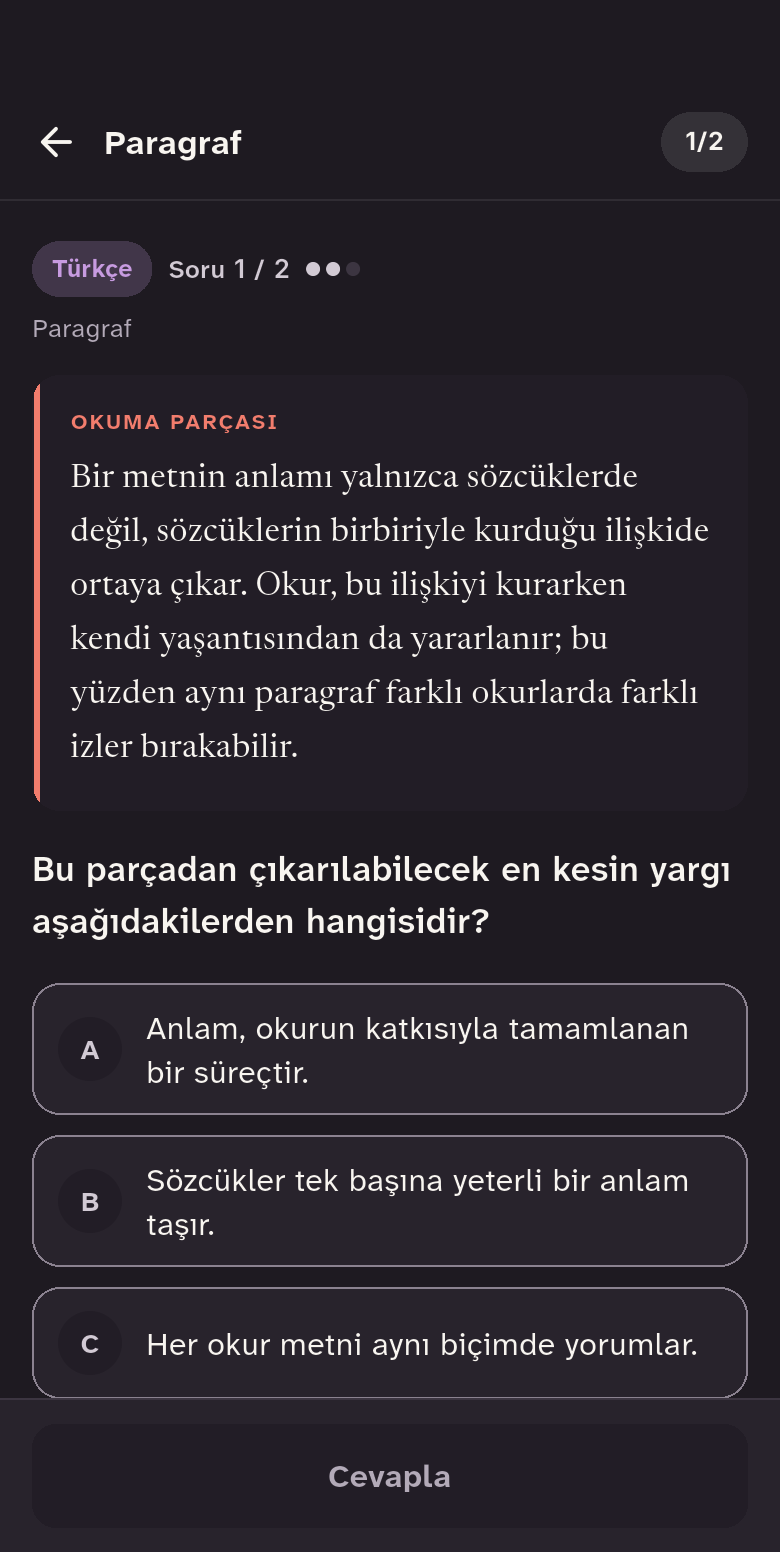 Paragraf
1/2
Türkçe
Soru 1 / 2
Paragraf
OKUMA PARÇASI
Bir metnin anlamı yalnızca sözcüklerde
değil, sözcüklerin birbiriyle kurduğu ilişkide
ortaya çıkar. Okur, bu ilişkiyi kurarken
kendi yaşantısından da yararlanır; bu
yüzden aynı paragraf farklı okurlarda farklı
izler bırakabilir.
Bu parçadan çıkarılabilecek en kesin yargı
aşağıdakilerden hangisidir?
A
Anlam, okurun katkısıyla tamamlanan
bir süreçtir.
B
Sözcükler tek başına yeterli bir anlam
taşır.
C
Her okur metni aynı biçimde yorumlar.
Cevapla